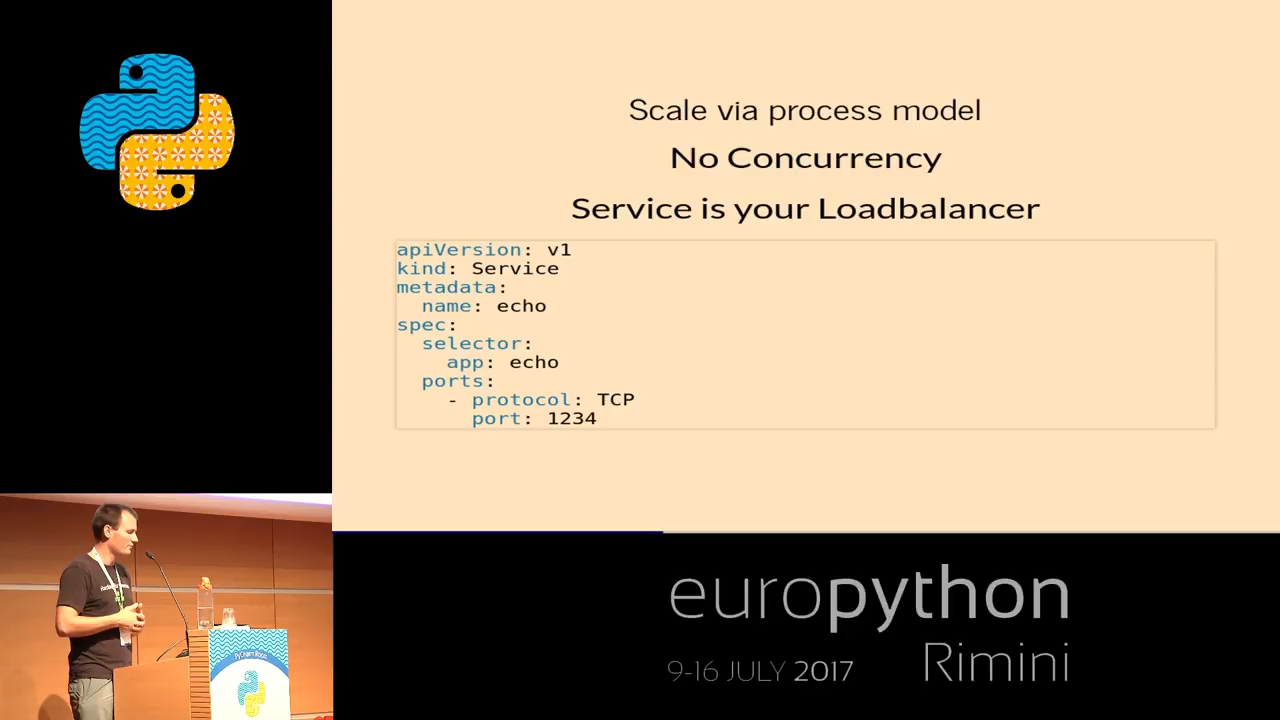 Scale via process model
No Concurrency
Service is your Loadbalancer
apiVersion: v1
kind: Service
metadata:
  name: echo
spec:
  selector:
    app: echo
  ports:
    - protocol: TCP
      port: 1234
europython
Rimini
9-16 JULY 2017